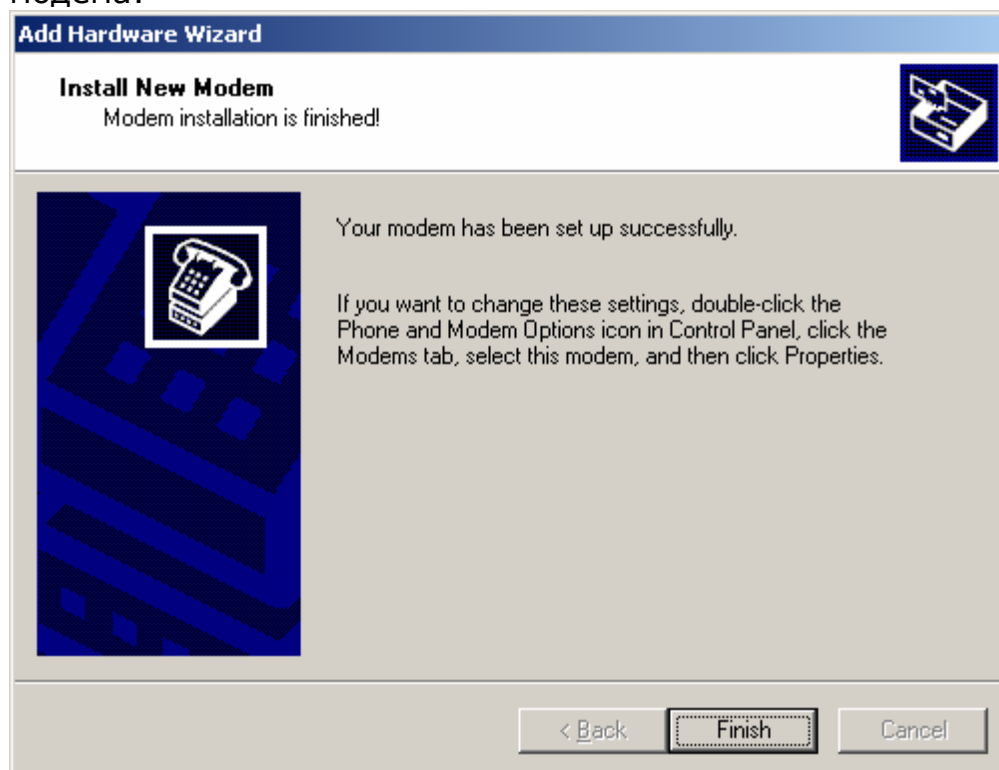 модема:
Add Hardware Wizard
Install New Modem
Modem installation is finished!
Your modem has been set up successfully.
If you want to change these settings, double-click the
Phone and Modem Options icon in Control Panel, click the
Modems tab, select this modem, and then click Properties.
< Back
Finish
Cancel